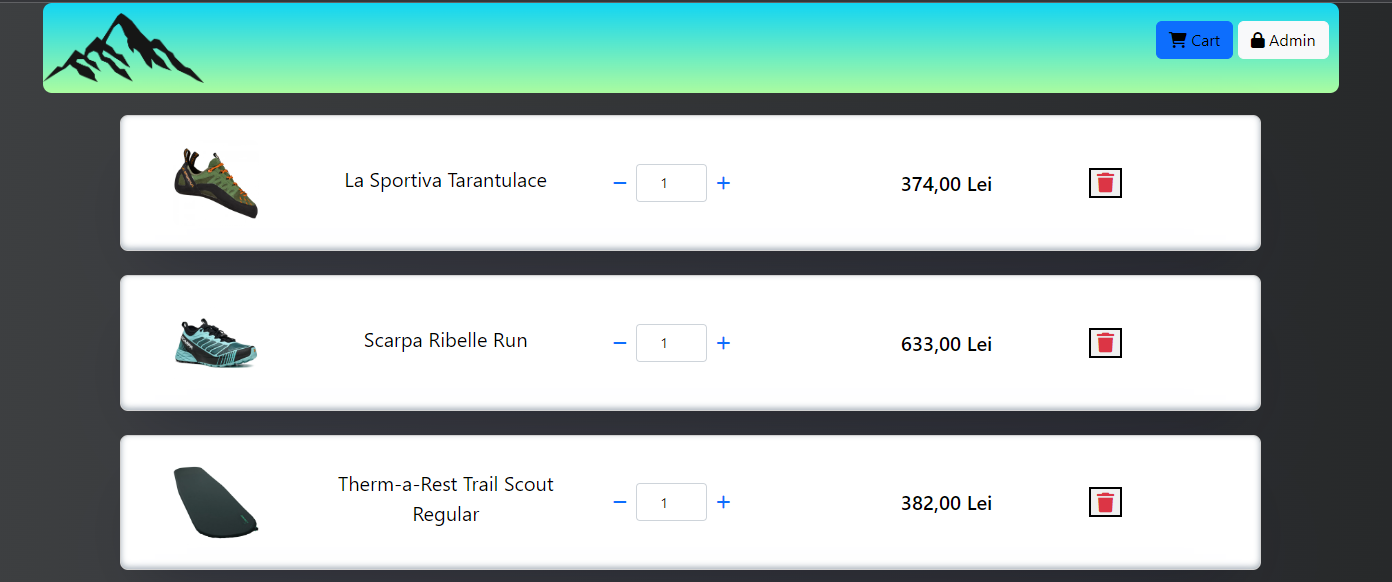 Cart
Admin
La Sportiva Tarantulace
1
374,00 Lei
Scarpa Ribelle Run
1
633,00 Lei
Therm-a-Rest Trail Scout
Regular
1
382,00 Lei